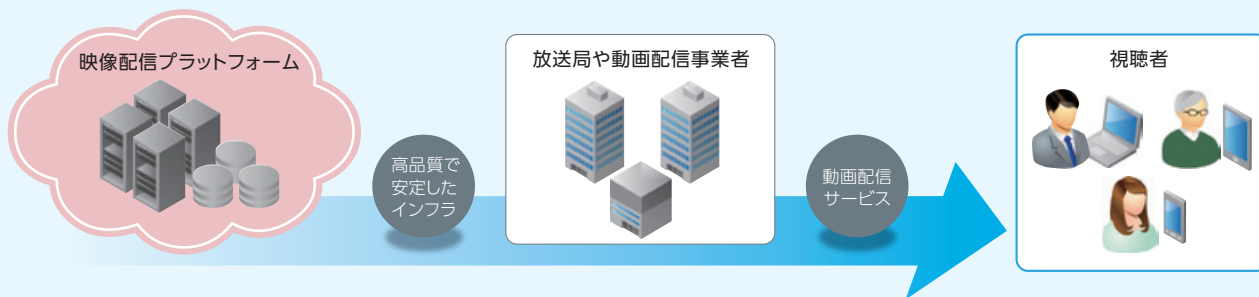 映像配信プラットフォーム
高品質で
安定した
インフラ
放送局や動画配信事業者
動画配信
サービス
視聴者